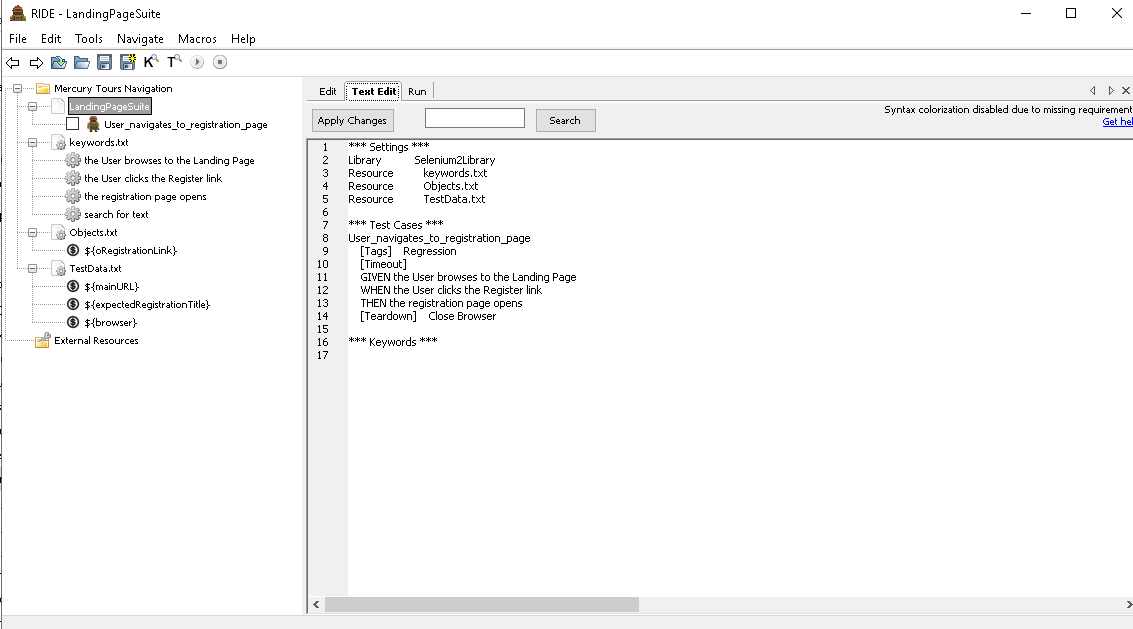 RIDE - LandingPageSuite
File Edit Tools Navigate Macros Help
K T
Mercury Tours Navigation
LandingPageSuite
User_navigates_to_registration_page
keywords.txt
the User browses to the Landing Page
the User clicks the Register link
the registration page opens
search for text
Objects.txt
${oRegistrationLink}
TestData.txt
${mainURL}
${expectedRegistrationTitle}
${browser}
External Resources
Edit Text Edit Run
Apply Changes Search
Syntax colorization disabled due to missing requirement
Get hel
1 *** Settings ***
2 Library Selenium2Library
3 Resource keywords.txt
4 Resource Objects.txt
5 Resource TestData.txt
6
7 *** Test Cases ***
8 User_navigates_to_registration_page
9 [Tags] Regression
10 [Timeout]
11 GIVEN the User browses to the Landing Page
12 WHEN the User clicks the Register link
13 THEN the registration page opens
14 [Teardown] Close Browser
15
16 *** Keywords ***
17